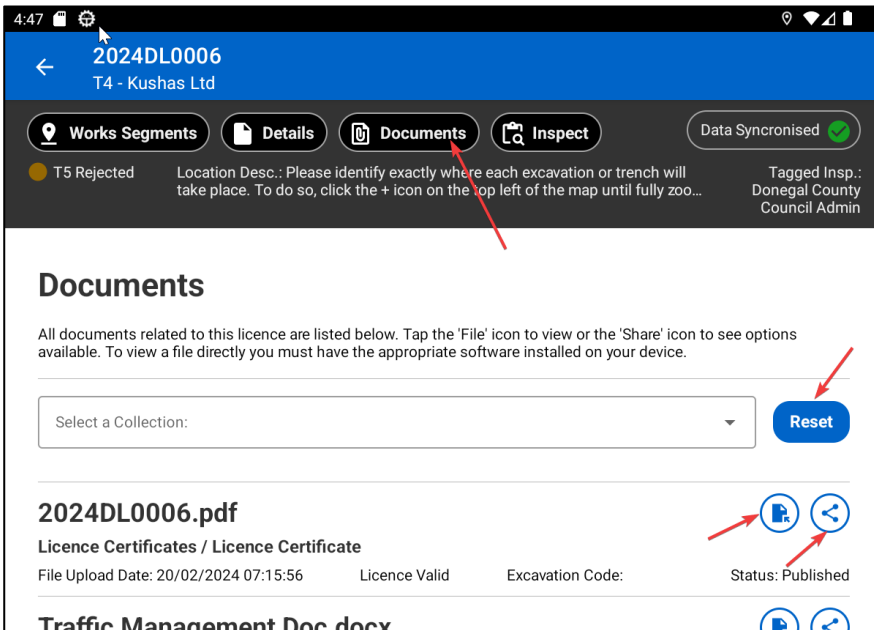 4:47
2024DL0006
T4 - Kushas Ltd
Works Segments
Details
Documents
Inspect
Data Syncronised
T5 Rejected
Location Desc.: Please identify exactly where each excavation or trench will
take place. To do so, click the + icon on the top left of the map until fully zoo...
Tagged Insp.:
Donegal County
Council Admin
Documents
All documents related to this licence are listed below. Tap the 'File' icon to view or the 'Share' icon to see options
available. To view a file directly you must have the appropriate software installed on your device.
Select a Collection:
Reset
2024DL0006.pdf
Licence Certificates / Licence Certificate
File Upload Date: 20/02/2024 07:15:56
Licence Valid
Excavation Code:
Status: Published
Traffic Management Doc.docx